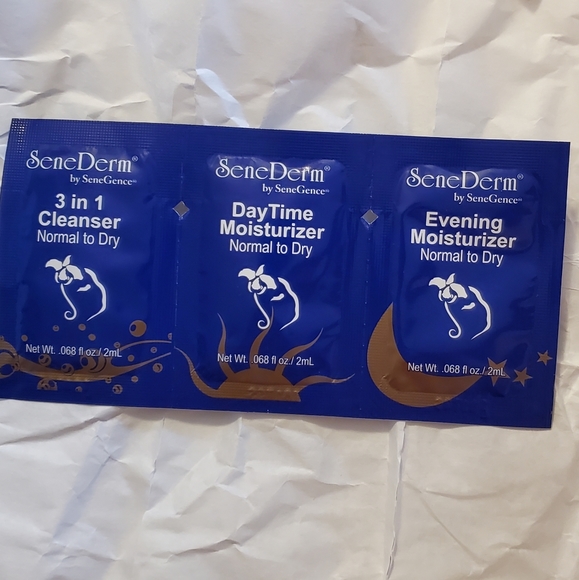 SeneDerm®
by SeneGence
3 in 1
Cleanser
Normal to Dry
Net Wt. .068 fl oz./ 2mL
SeneDerm®
by SeneGence
DayTime
Moisturizer
Normal to Dry
Net Wt. .068 fl oz./ 2mL
SeneDerm®
by SeneGence
Evening
Moisturizer
Normal to Dry
Net Wt. .068 fl oz./ 2mL